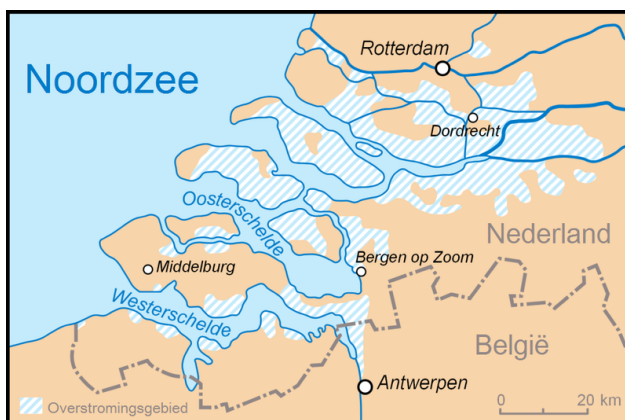 Rotterdam
Noordzee
Dordrecht
Oosterschelde
Nederland
Bergen op Zoom
Middelburg
Westerschelde
België
Antwerpen
Overstromingsgebied
0 20 km